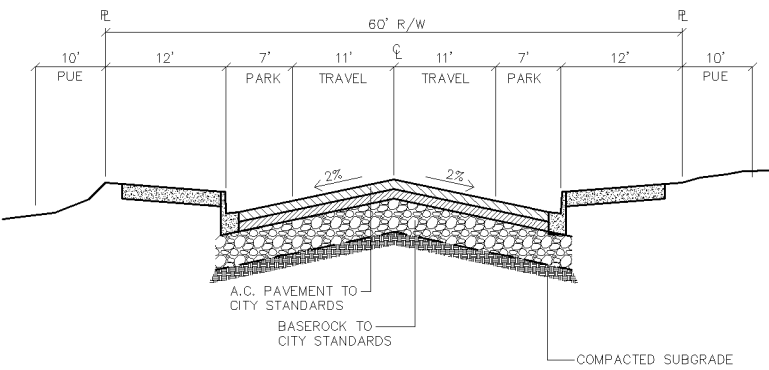 PL
PL
60' R/W
10'
12'
7'
11'
CL
11'
7'
12'
10'
PUE
PARK
TRAVEL
TRAVEL
PARK
PUE
2%
2%
A.C. PAVEMENT TO
CITY STANDARDS
BASEROCK TO
CITY STANDARDS
COMPACTED SUBGRADE